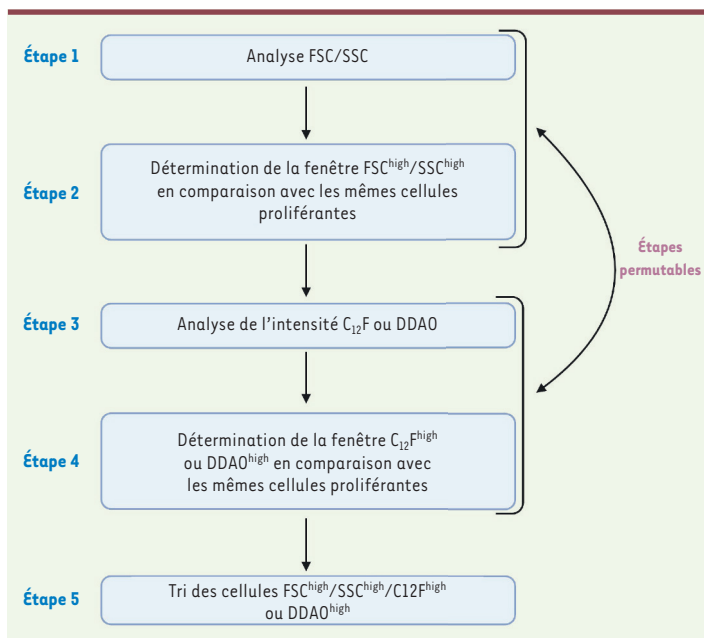 Étape 1
Analyse FSC/SSC
Étape 2
Détermination de la fenêtre FSC^high/SSC^high
en comparaison avec les mêmes cellules
proliférantes
Étapes
permutables
Étape 3
Analyse de l’intensité C₁₂F ou DDAO
Étape 4
Détermination de la fenêtre C₁₂F^high
ou DDAO^high en comparaison avec
les mêmes cellules proliférantes
Étape 5
Tri des cellules FSC^high/SSC^high/C12F^high
ou DDAO^high